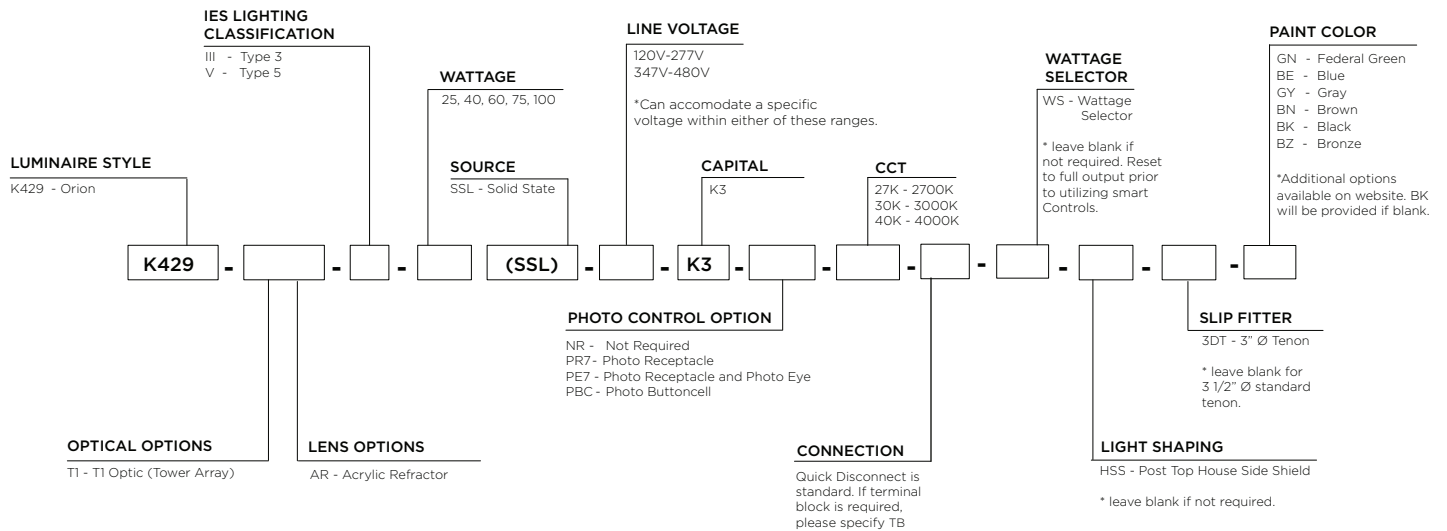 IES LIGHTING
CLASSIFICATION
III - Type 3
V - Type 5
WATTAGE
25, 40, 60, 75, 100
LINE VOLTAGE
120V-277V
347V-480V
*Can accomodate a specific
voltage within either of these ranges.
WATTAGE
SELECTOR
WS - Wattage
Selector
* leave blank if
not required. Reset
to full output prior
to utilizing smart
Controls.
PAINT COLOR
GN - Federal Green
BE - Blue
GY - Gray
BN - Brown
BK - Black
BZ - Bronze
*Additional options
available on website. BK
will be provided if blank.
LUMINAIRE STYLE
K429 - Orion
SOURCE
SSL - Solid State
CAPITAL
K3
CCT
27K - 2700K
30K - 3000K
40K - 4000K
K429 - - - (SSL) - - K3 - - - - - - -
PHOTO CONTROL OPTION
NR - Not Required
PR7- Photo Receptacle
PE7 - Photo Receptacle and Photo Eye
PBC - Photo Buttoncell
SLIP FITTER
3DT - 3" Ø Tenon
* leave blank for
3 1/2" Ø standard
tenon.
OPTICAL OPTIONS
T1 - T1 Optic (Tower Array)
LENS OPTIONS
AR - Acrylic Refractor
CONNECTION
Quick Disconnect is
standard. If terminal
block is required,
please specify TB
LIGHT SHAPING
HSS - Post Top House Side Shield
* leave blank if not required.